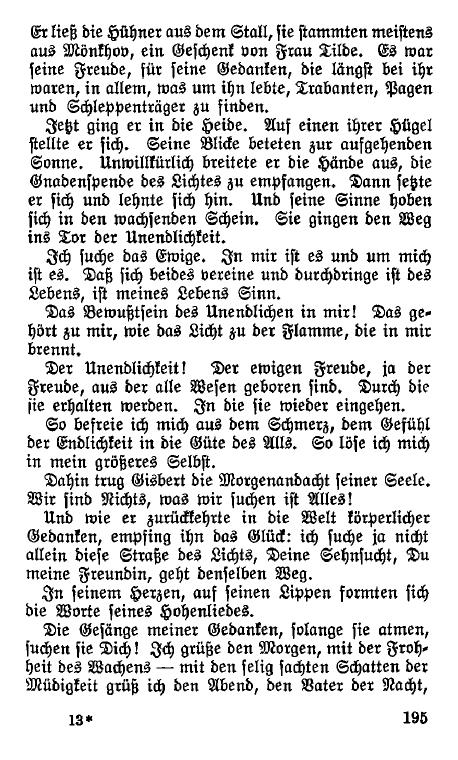 Er ließ die Hühner aus dem Stall, sie stammten meistens
aus Mönkhov, ein Geschenk von Frau Tilde. Es war
seine Freude, für seine Gedanken, die längst bei ihr
waren, in allem, was um ihn lebte, Trabanten, Pagen
und Schleppenträger zu finden.
Jetzt ging er in die Heide. Auf einen ihrer Hügel
stellte er sich. Seine Blicke beteten zur aufgehenden
Sonne. Unwillkürlich breitete er die Hände aus, die
Gnadenspende des Lichtes zu empfangen. Dann setzte
er sich und lehnte sich hin. Und seine Sinne hoben
sich in den wachsenden Schein. Sie gingen den Weg
ins Tor der Unendlichkeit.
Ich suche das Ewige. In mir ist es und um mich
ist es. Daß sich beides vereine und durchdringe ist des
Lebens, ist meines Lebens Sinn.
Das Bewußtsein des Unendlichen in mir! Das ge-
hört zu mir, wie das Licht zu der Flamme, die in mir
brennt.
Der Unendlichkeit! Der ewigen Freude, ja der
Freude, aus der alle Wesen geboren sind. Durch die
sie erhalten werden. In die sie wieder eingehen.
So befreie ich mich aus dem Schmerz, dem Gefühl
der Endlichkeit in die Güte des Alls. So löse ich mich
in mein größeres Selbst.
Dahin trug Gisbert die Morgenandacht seiner Seele.
Wir sind Nichts, was wir suchen ist Alles!
Und wie er zurückkehrte in die Welt körperlicher
Gedanken, empfing ihn das Glück: ich suche ja nicht
allein diese Straße des Lichts, Deine Sehnsucht, Du
meine Freundin, geht denselben Weg.
In seinem Herzen, auf seinen Lippen formten sich
die Worte seines Hohenliedes.
Die Gesänge meiner Gedanken, solange sie atmen,
suchen sie Dich! Ich grüße den Morgen, mit der Froh-
heit des Wachens — mit den selig sachten Schatten der
Müdigkeit grüß ich den Abend, den Vater der Nacht,
13* 195